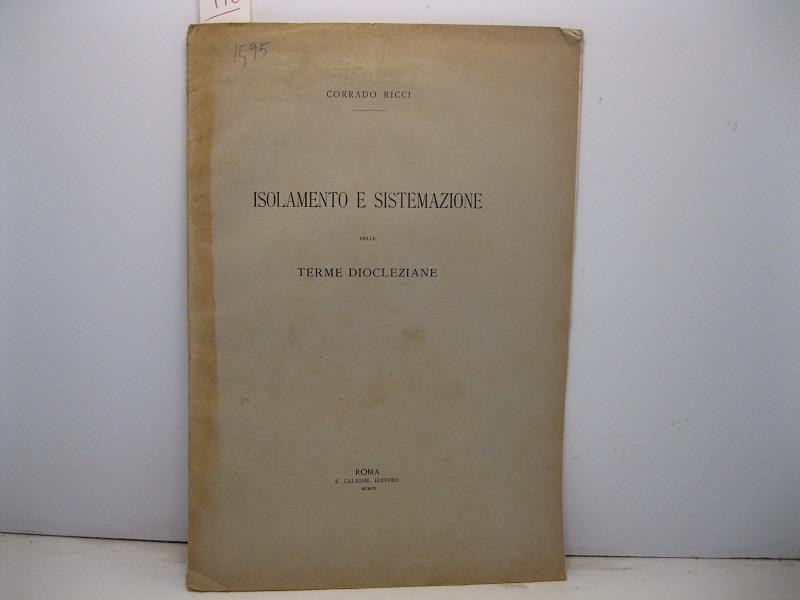 1595
CORRADO RICCI
ISOLAMENTO E SISTEMAZIONE
DELLE
TERME DIOCLEZIANE
ROMA
E. CALZONE, EDITORE
MCMIX